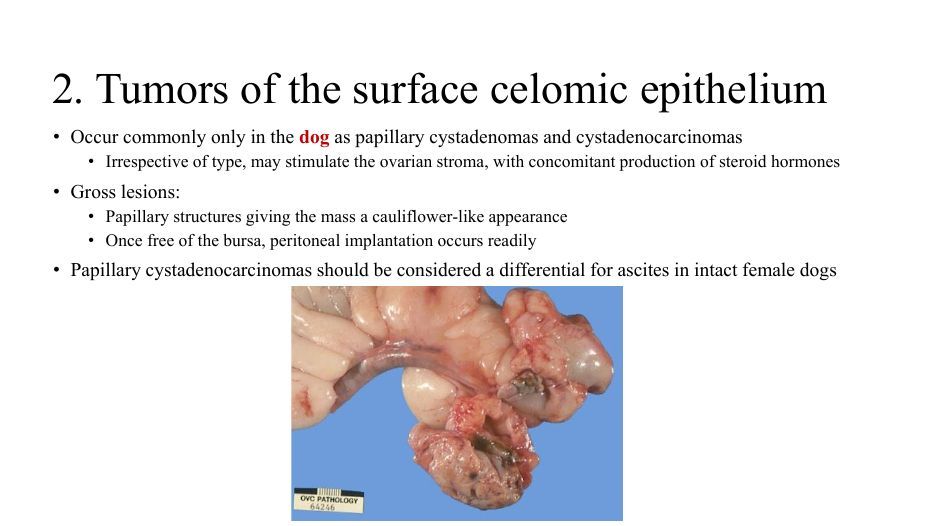 2. Tumors of the surface celomic epithelium
• Occur commonly only in the dog as papillary cystadenomas and cystadenocarcinomas
• Irrespective of type, may stimulate the ovarian stroma, with concomitant production of steroid hormones
• Gross lesions:
• Papillary structures giving the mass a cauliflower-like appearance
• Once free of the bursa, peritoneal implantation occurs readily
• Papillary cystadenocarcinomas should be considered a differential for ascites in intact female dogs
OVC PATHOLOGY
64246